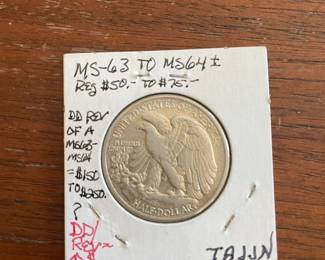 MS-63 TO MS64 ±
Reg $50.- TO $75.-
DD REV
OF A
MS63-
MS64
= $150
TO $250.
?
DD/
UNITED STATES OF AMERICA
HALF DOLLAR